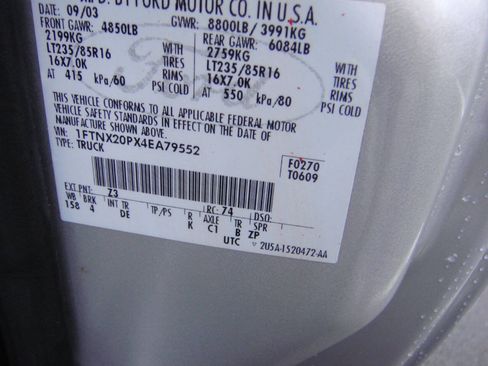 MFD. BY FORD MOTOR CO. IN U.S.A.
09/03 GVWR: 8800LB/ 3991KG
FRONT GAWR: 4850LB REAR GAWR: 6084LB
2199KG WITH 2759KG WITH
LT235/85R16 TIRES LT235/85R16 TIRES
16X7.0K RIMS 16X7.0K RIMS
AT 415 kPa/60 PSI COLD AT 550 kPa/80 PSI COLD
THIS VEHICLE CONFORMS TO ALL APPLICABLE FEDERAL MOTOR
VEHICLE SAFETY STANDARDS IN EFFECT ON THE DATE OF
MANUFACTURE SHOWN ABOVE.
VIN: 1FTNX20PX4EA79552
TYPE: TRUCK
F0270
T0609
EXT PNT: Z3 RC: 74 DSO:
WB BRK INT TR TP/PS R AXLE TR SPR
158 4 DE K C1 B ZP
UTC ▽ 2U5A-1520472-AA
Ford